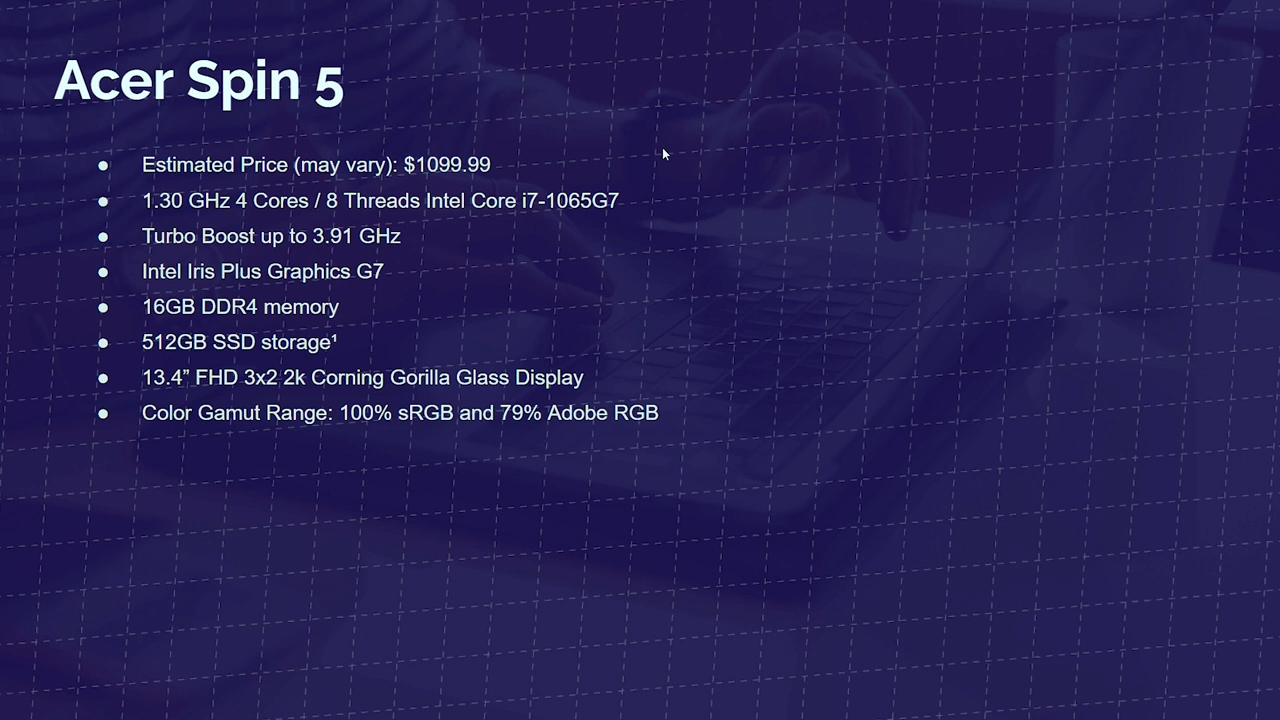 Acer Spin 5
● Estimated Price (may vary): $1099.99
● 1.30 GHz 4 Cores / 8 Threads Intel Core i7-1065G7
● Turbo Boost up to 3.91 GHz
● Intel Iris Plus Graphics G7
● 16GB DDR4 memory
● 512GB SSD storage¹
● 13.4” FHD 3x2 2k Corning Gorilla Glass Display
● Color Gamut Range: 100% sRGB and 79% Adobe RGB